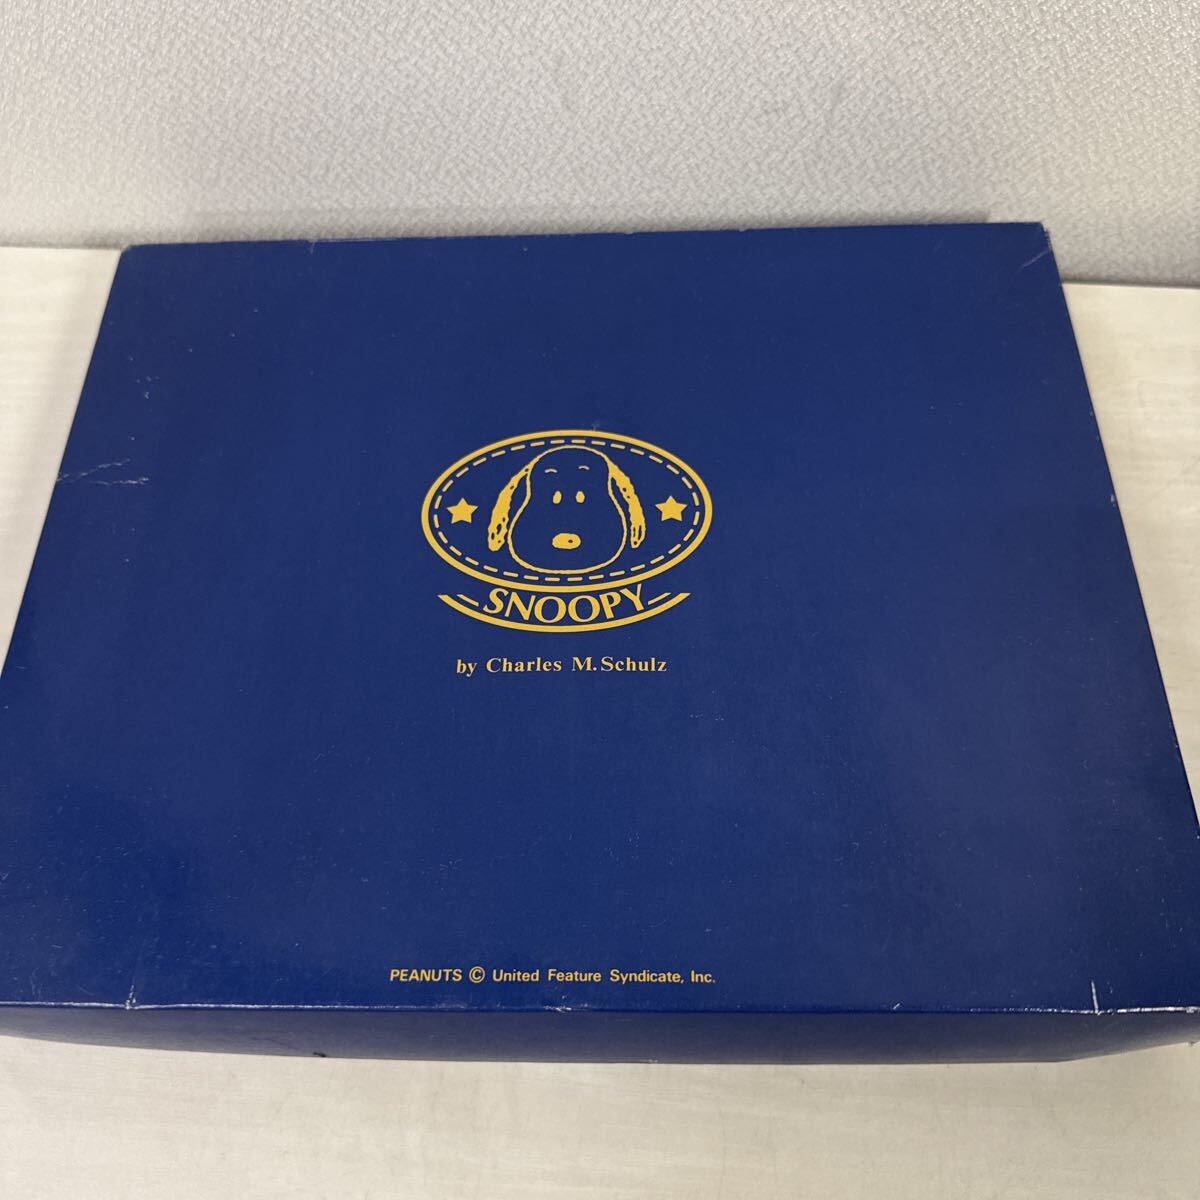 SNOOPY
by Charles M. Schulz
PEANUTS © United Feature Syndicate, Inc.